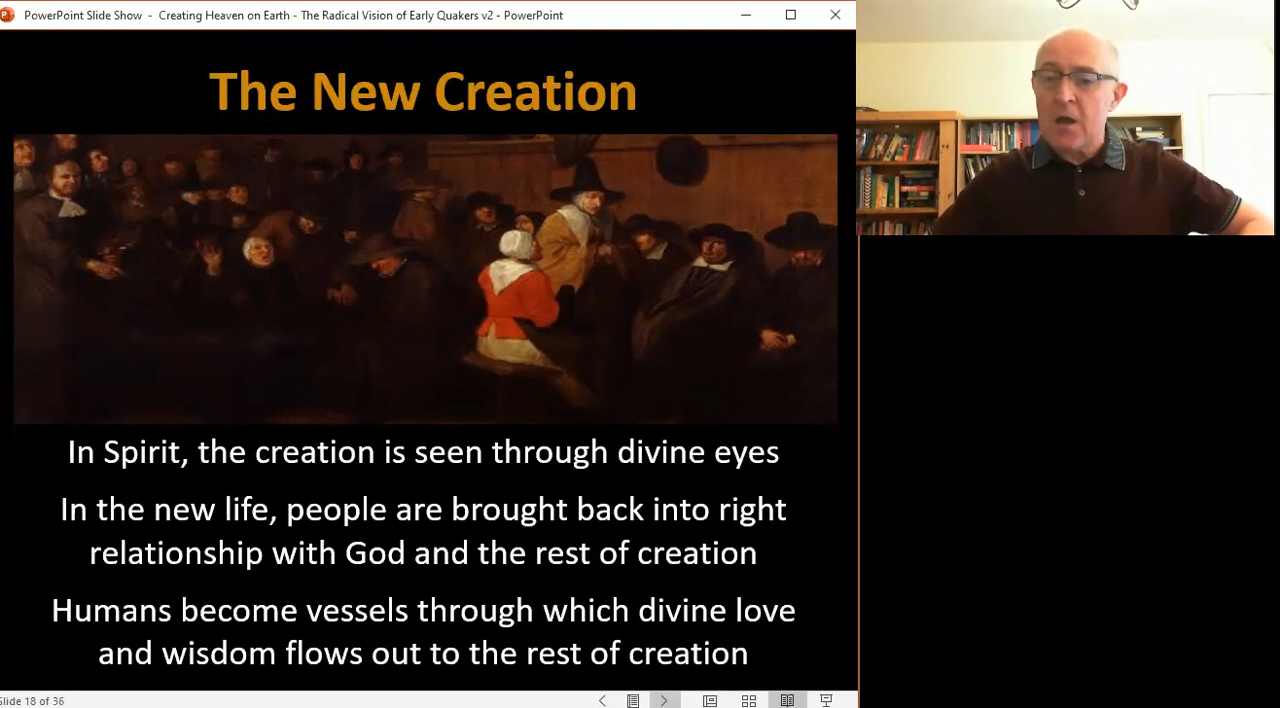 PowerPoint Slide Show - Creating Heaven on Earth - The Radical Vision of Early Quakers v2 - PowerPoint
The New Creation
In Spirit, the creation is seen through divine eyes
In the new life, people are brought back into right
relationship with God and the rest of creation
Humans become vessels through which divine love
and wisdom flows out to the rest of creation
Slide 18 of 36